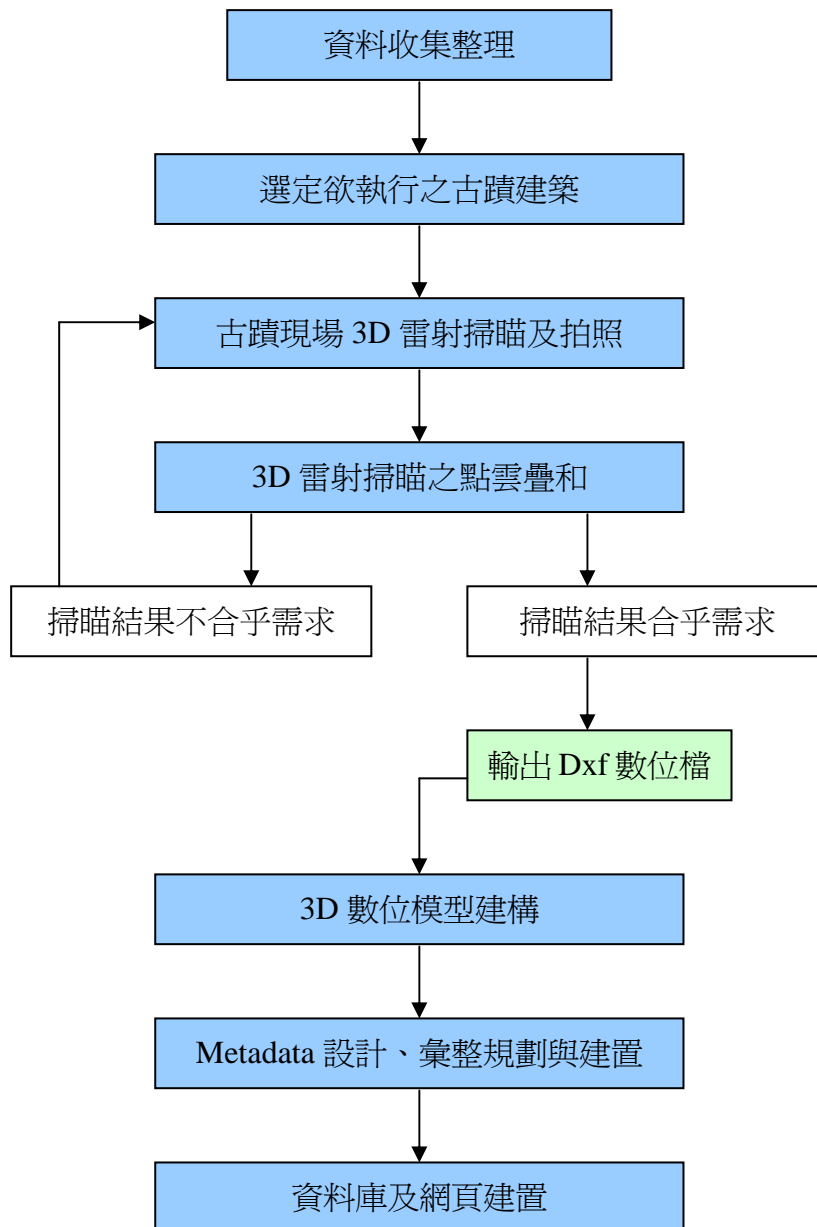 資料收集整理
選定欲執行之古蹟建築
古蹟現場 3D 雷射掃瞄及拍照
3D 雷射掃瞄之點雲疊和
掃瞄結果不合乎需求
掃瞄結果合乎需求
輸出 Dxf 數位檔
3D 數位模型建構
Metadata 設計、彙整規劃與建置
資料庫及網頁建置